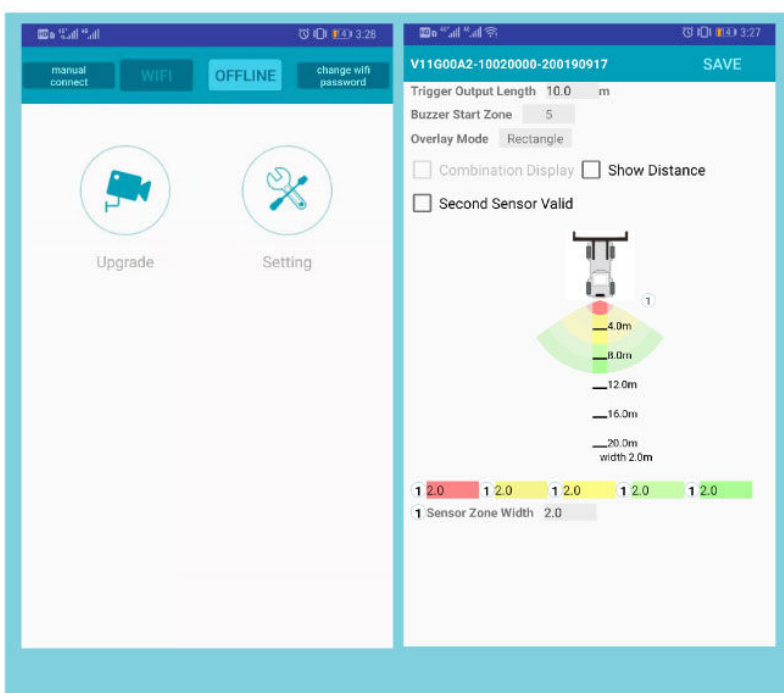 3:28
manual
connect
WIFI
OFFLINE
change wifi
password
Upgrade
Setting
3:27
V11G00A2-10020000-200190917
SAVE
Trigger Output Length 10.0 m
Buzzer Start Zone 5
Overlay Mode Rectangle
Combination Display Show Distance
Second Sensor Valid
1
4.0m
8.0m
12.0m
16.0m
20.0m
width 2.0m
1 2.0 1 2.0 1 2.0 1 2.0 1 2.0
1 Sensor Zone Width 2.0